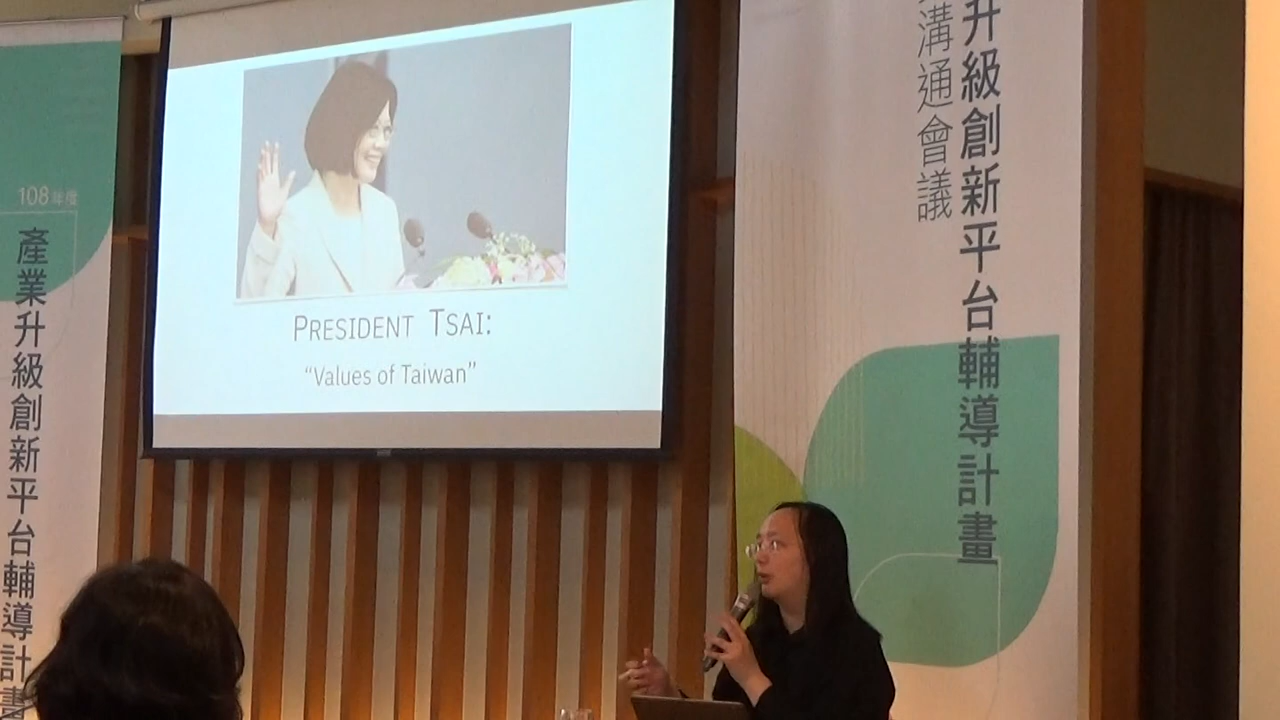 108年度
產業升級創新平台輔導計畫
PRESIDENT TSAI:
"Values of Taiwan"
升級創新平台輔導計畫
溝通會議